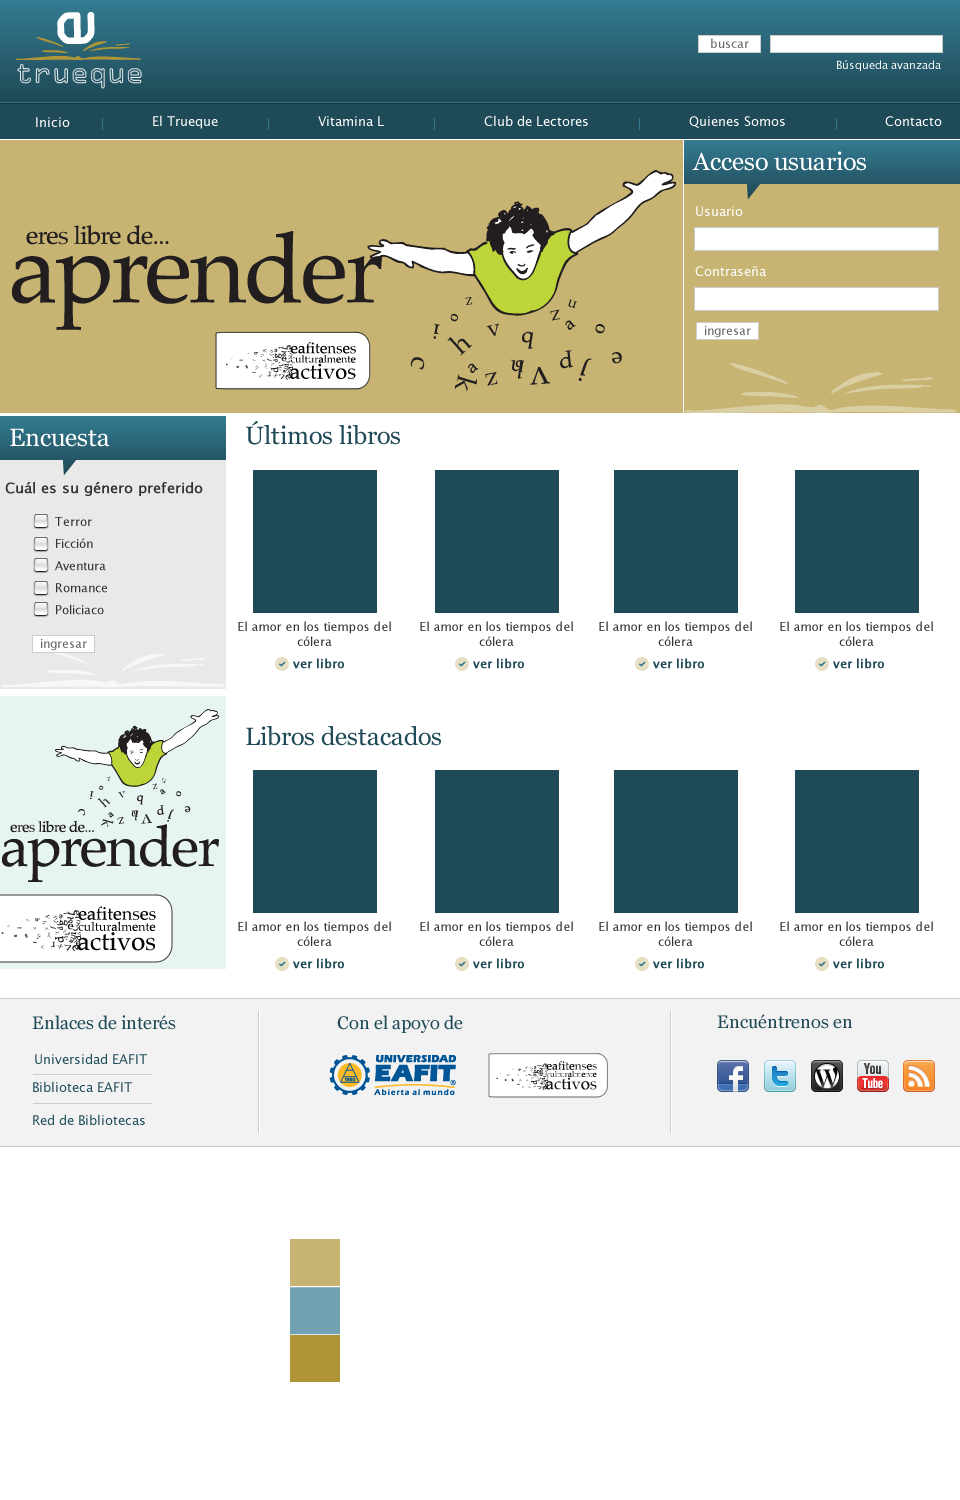 trueque
buscar
Búsqueda avanzada
Inicio
El Trueque
Vitamina L
Club de Lectores
Quienes Somos
Contacto
eres libre de...
aprender
eafitenses
culturalmente
activos
Acceso usuarios
Usuario
Contraseña
ingresar
Encuesta
Cuál es su género preferido
Terror
Ficción
Aventura
Romance
Policiaco
ingresar
eres libre de...
aprender
eafitenses
culturalmente
activos
Últimos libros
El amor en los tiempos del
cólera
ver libro
El amor en los tiempos del
cólera
ver libro
El amor en los tiempos del
cólera
ver libro
El amor en los tiempos del
cólera
ver libro
Libros destacados
El amor en los tiempos del
cólera
ver libro
El amor en los tiempos del
cólera
ver libro
El amor en los tiempos del
cólera
ver libro
El amor en los tiempos del
cólera
ver libro
Enlaces de interés
Universidad EAFIT
Biblioteca EAFIT
Red de Bibliotecas
Con el apoyo de
UNIVERSIDAD
EAFIT
Abierta al mundo
eafitenses
culturalmente
activos
Encuéntrenos en
You
Tube